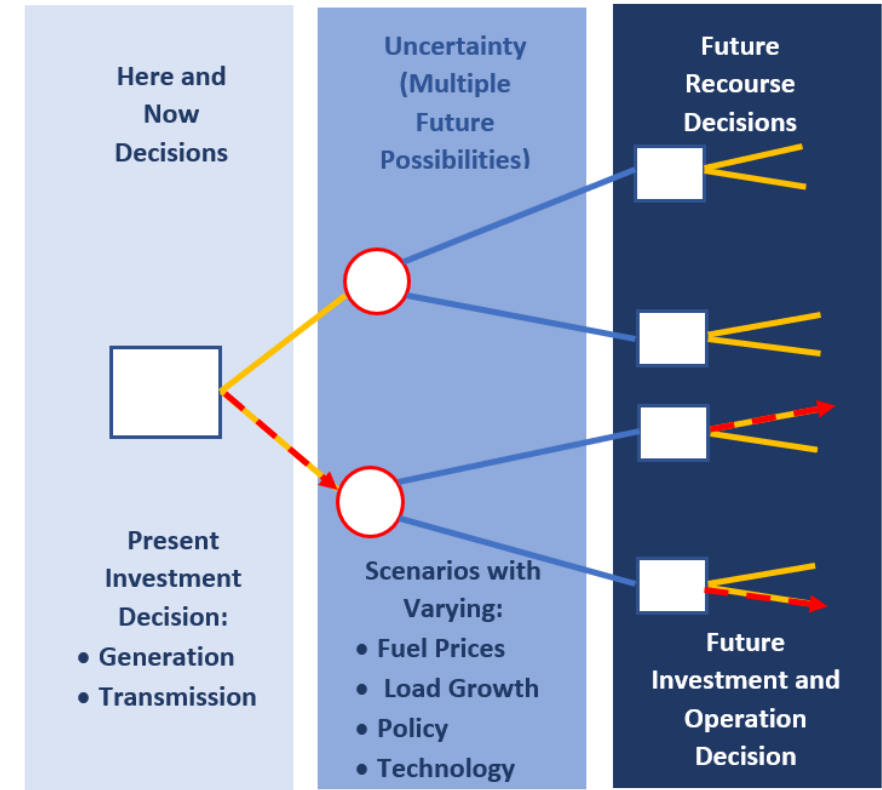 Here and
Now
Decisions
Present
Investment
Decision:
• Generation
• Transmission
Uncertainty
(Multiple
Future
Possibilities)
Scenarios with
Varying:
• Fuel Prices
• Load Growth
• Policy
• Technology
Future
Recourse
Decisions
Future
Investment and
Operation
Decision